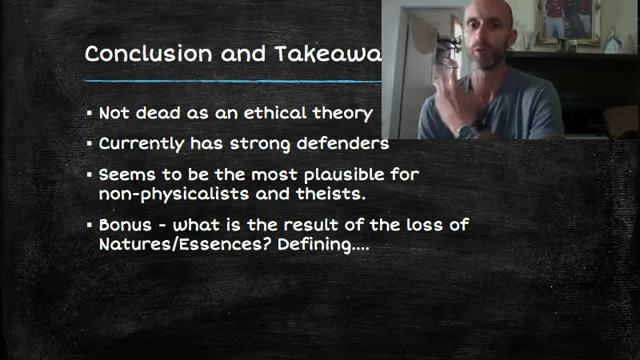 Conclusion and Takeawa
▪ Not dead as an ethical theory
▪ Currently has strong defenders
▪ Seems to be the most plausible for
non-physicalists and theists.
▪ Bonus – what is the result of the loss of
Natures/Essences? Defining....